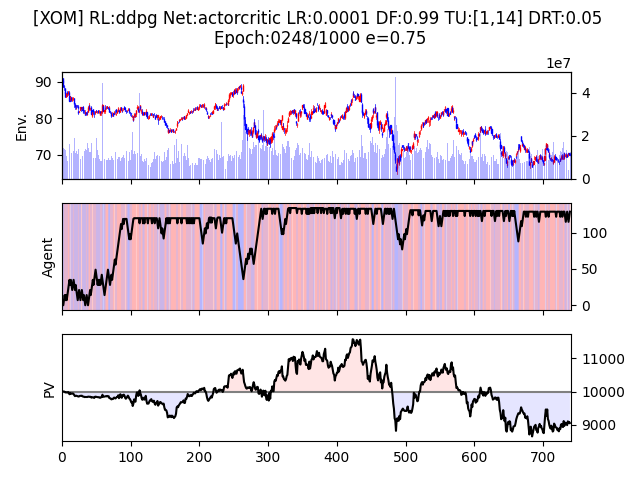 [XOM] RL:ddpg Net:actorcritic LR:0.0001 DF:0.99 TU:[1,14] DRT:0.05
Epoch:0248/1000 e=0.75
1e7
90
80
70
Env.
4
2
0
Agent
100
50
0
PV
11000
10000
9000
0 100 200 300 400 500 600 700